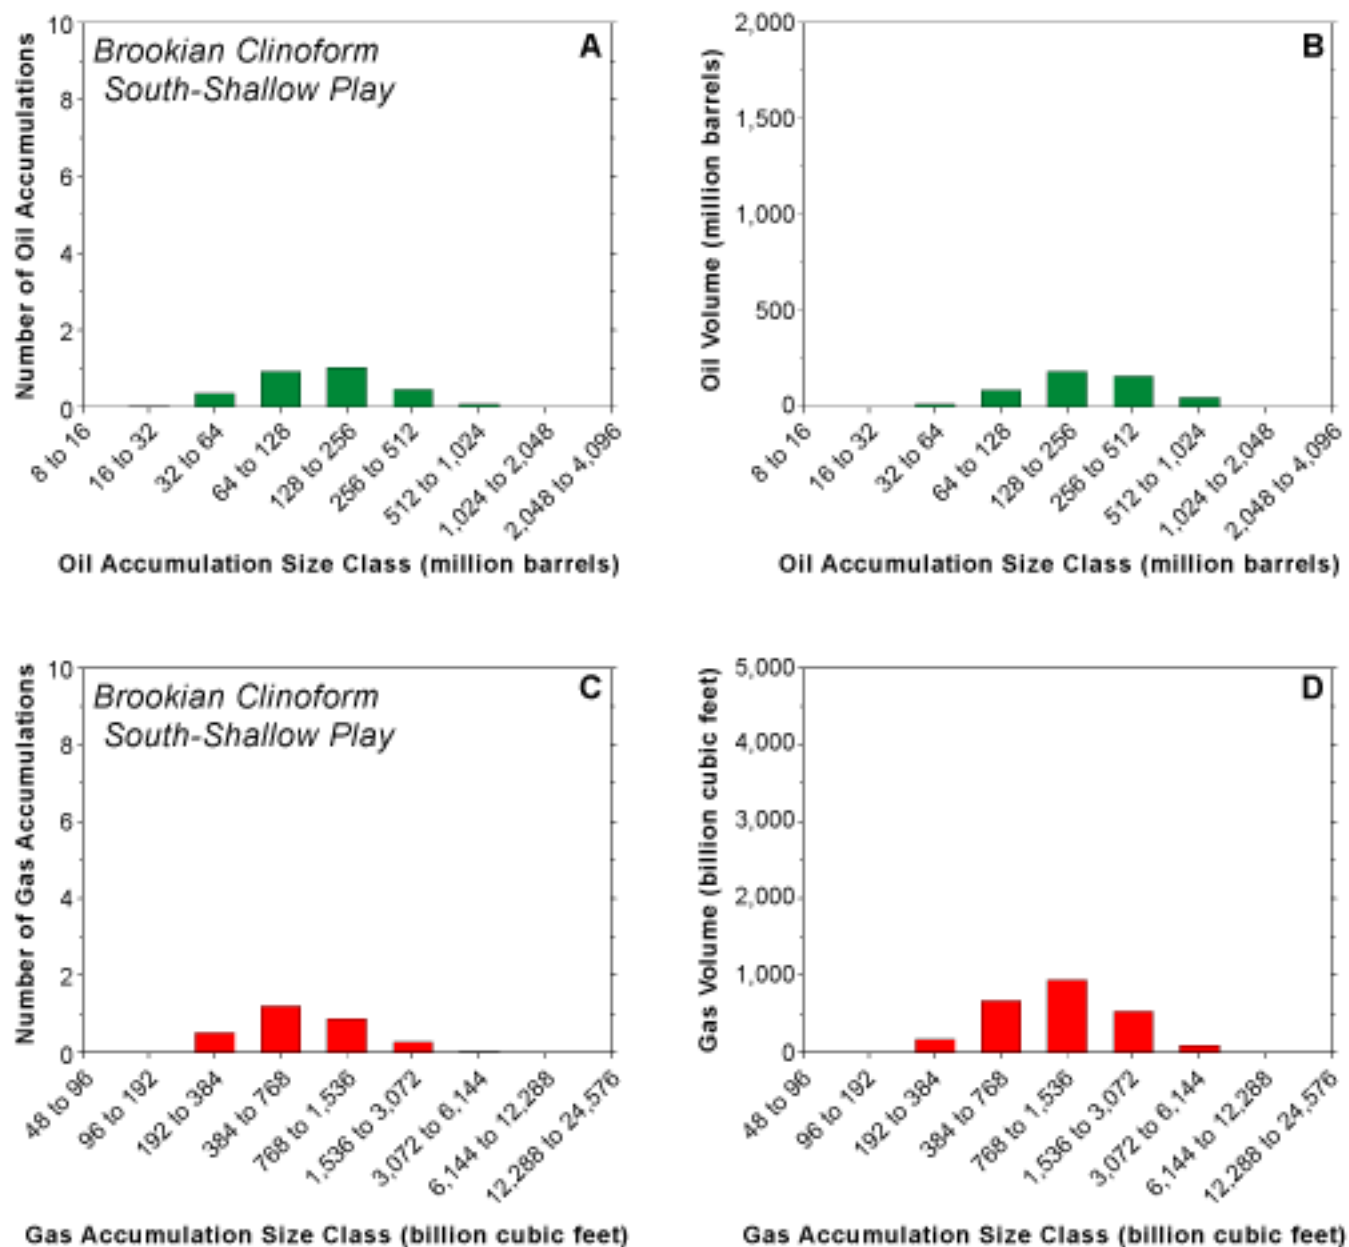 Brookian Clinoform
South-Shallow Play
A
Number of Oil Accumulations
10
8
6
4
2
0
8 to 16
16 to 32
32 to 64
64 to 128
128 to 256
256 to 512
512 to 1,024
1,024 to 2,048
2,048 to 4,096
Oil Accumulation Size Class (million barrels)
B
Oil Volume (million barrels)
2,000
1,500
1,000
500
0
8 to 16
16 to 32
32 to 64
64 to 128
128 to 256
256 to 512
512 to 1,024
1,024 to 2,048
2,048 to 4,096
Oil Accumulation Size Class (million barrels)
Brookian Clinoform
South-Shallow Play
C
Number of Gas Accumulations
10
8
6
4
2
0
48 to 96
96 to 192
192 to 384
384 to 768
768 to 1,536
1,536 to 3,072
3,072 to 6,144
6,144 to 12,288
12,288 to 24,576
Gas Accumulation Size Class (billion cubic feet)
D
Gas Volume (billion cubic feet)
5,000
4,000
3,000
2,000
1,000
0
48 to 96
96 to 192
192 to 384
384 to 768
768 to 1,536
1,536 to 3,072
3,072 to 6,144
6,144 to 12,288
12,288 to 24,576
Gas Accumulation Size Class (billion cubic feet)